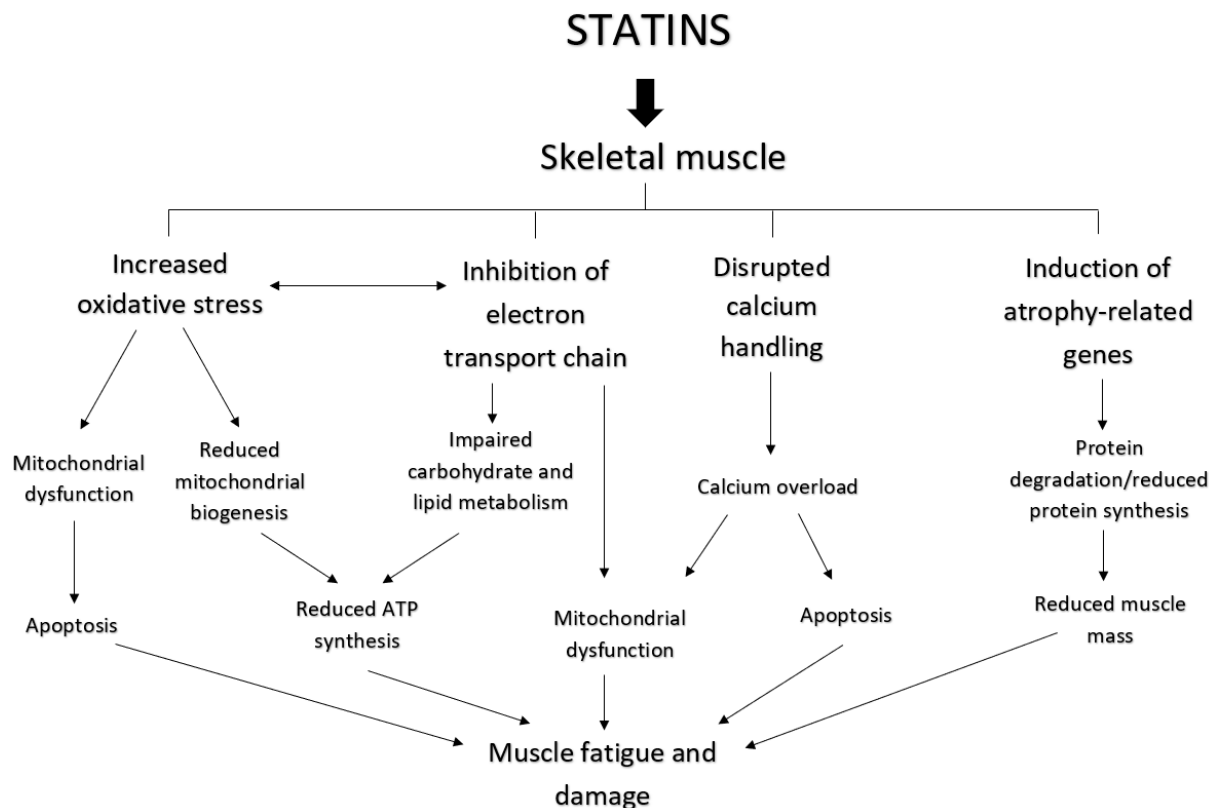 STATINS
Skeletal muscle
Increased
oxidative stress
Inhibition of
electron
transport chain
Disrupted
calcium
handling
Induction of
atrophy-related
genes
Mitochondrial
dysfunction
Reduced
mitochondrial
biogenesis
Impaired
carbohydrate and
lipid metabolism
Calcium overload
Protein
degradation/reduced
protein synthesis
Apoptosis
Reduced ATP
synthesis
Mitochondrial
dysfunction
Apoptosis
Reduced muscle
mass
Muscle fatigue and
damage